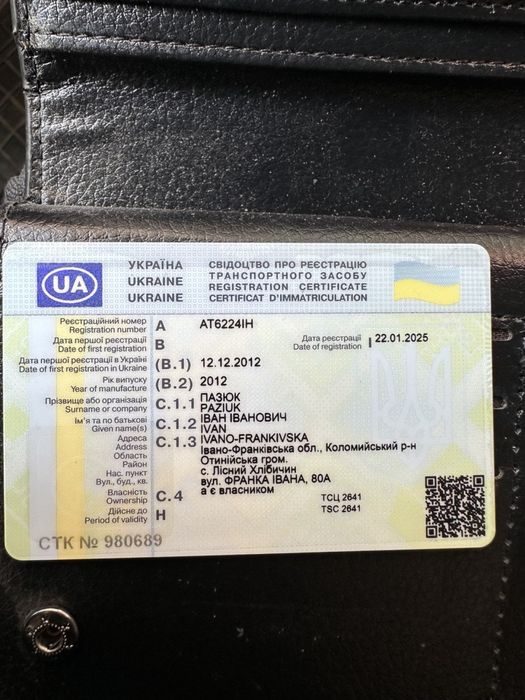 UA
УКРАЇНА
UKRAINE
UKRAINE
СВІДОЦТВО ПРО РЕЄСТРАЦІЮ
ТРАНСПОРТНОГО ЗАСОБУ
REGISTRATION CERTIFICATE
CERTIFICAT D'IMMATRICULATION
Реєстраційний номер
Registration number A AT6224IH
Дата першої реєстрації
Date of first registration B
Дата реєстрації
Date of registration I 22.01.2025
Дата першої реєстрації в Україні
Date of first registration in Ukraine (B.1) 12.12.2012
Рік випуску
Year of manufacture (B.2) 2012
Прізвище або організація
Surname or company C.1.1 ПАЗЮК
PAZIUK
Ім'я та по батькові
Given name(s) C.1.2 ІВАН ІВАНОВИЧ
IVAN
Адреса
Address C.1.3 IVANO-FRANKIVSKA
Область Івано-Франківська обл., Коломийський р-н
Район Отинійська гром.
Нас. пункт с. Лісний Хлібичин
Вул., буд., кв. вул. ФРАНКА ІВАНА, 80А
Власність
Ownership C.4 а є власником
Дійсне до
Period of validity H
ТСЦ 2641
TSC 2641
СТК № 980689